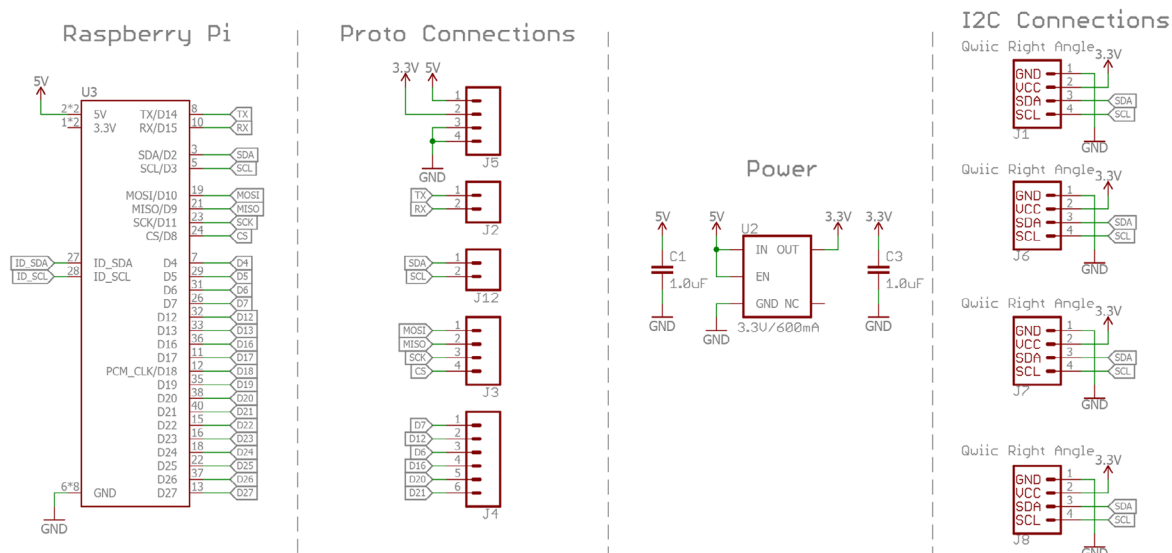 Raspberry Pi
5V
U3
2*2 5V TX/D14 8 TX
1*2 3.3V RX/D15 10 RX
SDA/D2 3 SDA
SCL/D3 5 SCL
MOSI/D10 19 MOSI
MISO/D9 21 MISO
SCK/D11 23 SCK
CS/D8 24 CS
ID_SDA 27 ID_SDA D4 7 D4
ID_SCL 28 ID_SCL D5 29 D5
D6 31 D6
D7 26 D7
D12 32 D12
D13 33 D13
D16 36 D16
D17 11 D17
PCM_CLK/D18 12 D18
D19 35 D19
D20 38 D20
D21 40 D21
D22 15 D22
D23 16 D23
D24 18 D24
D25 22 D25
D26 37 D26
6*8 GND D27 13 D27
GND
Proto Connections
3.3V 5V
1
2
3
4
J5
GND
TX 1
RX 2
J2
SDA 1
SCL 2
J12
MOSI 1
MISO 2
SCK 3
CS 4
J3
D7 1
D12 2
D6 3
D16 4
D20 5
D21 6
J4
Power
5V 5V 3.3V 3.3V
U2
C1 IN OUT C3
1.0uF EN 1.0uF
GND NC
GND GND 3.3V/600mA GND
I2C Connections
Qwiic Right Angle
3.3V
GND 1
VCC 2
SDA 3 SDA
SCL 4 SCL
J1
GND
Qwiic Right Angle
3.3V
GND 1
VCC 2
SDA 3 SDA
SCL 4 SCL
J6
GND
Qwiic Right Angle
3.3V
GND 1
VCC 2
SDA 3 SDA
SCL 4 SCL
J7
GND
Qwiic Right Angle
3.3V
GND 1
VCC 2
SDA 3 SDA
SCL 4 SCL
J8
GND